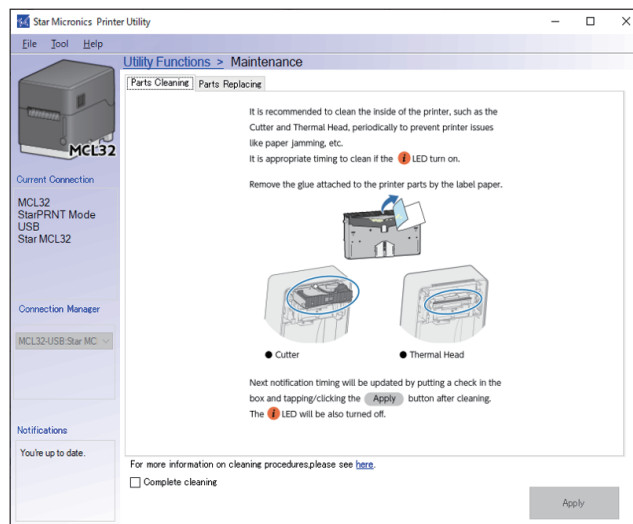 Star Micronics Printer Utility
File Tool Help
Utility Functions > Maintenance
Parts Cleaning Parts Replacing
MCL32
Current Connection
MCL32
StarPRNT Mode
USB
Star MCL32
Connection Manager
MCL32-USB:Star MC
Notifications
You're up to date.
It is recommended to clean the inside of the printer, such as the
Cutter and Thermal Head, periodically to prevent printer issues
like paper jamming, etc.
It is appropriate timing to clean if the i LED turn on.
Remove the glue attached to the printer parts by the label paper.
● Cutter
● Thermal Head
Next notification timing will be updated by putting a check in the
box and tapping/clicking the Apply button after cleaning.
The i LED will be also turned off.
For more information on cleaning procedures,please see here.
Complete cleaning
Apply